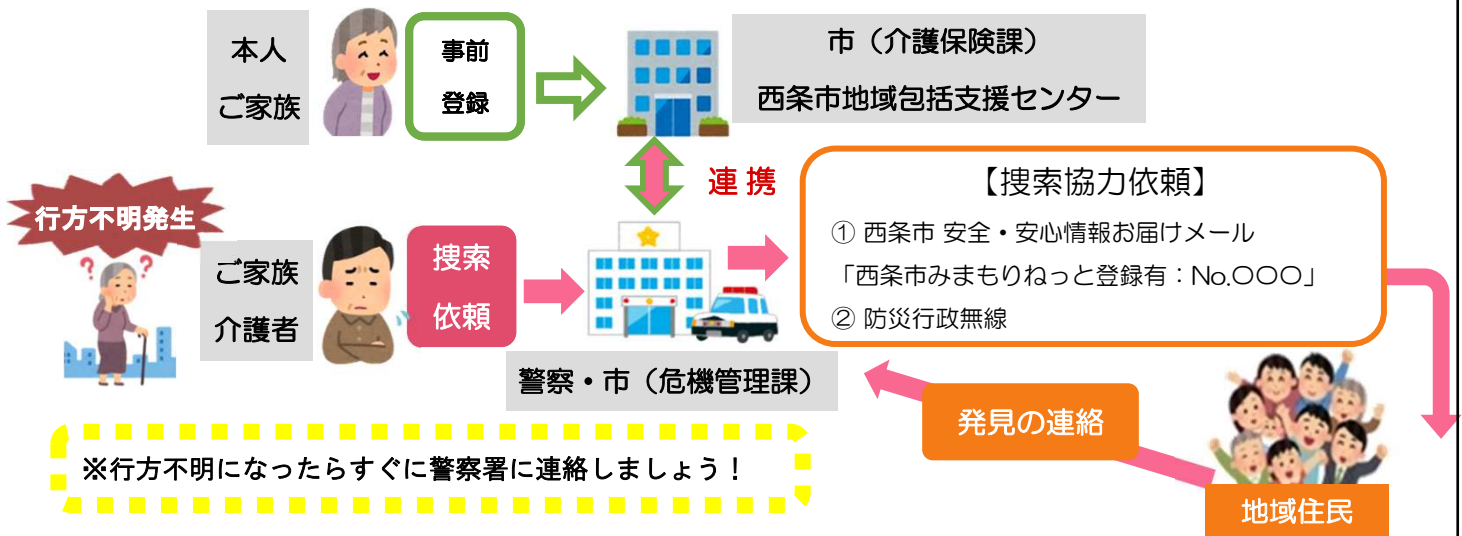 本人
ご家族
事前
登録
市（介護保険課）
西条市地域包括支援センター
連携
行方不明発生
ご家族
介護者
捜索
依頼
警察・市（危機管理課）
【捜索協力依頼】
① 西条市 安全・安心情報お届けメール
「西条市みまもりねっと登録有：No.〇〇〇」
② 防災行政無線
発見の連絡
地域住民
※行方不明になったらすぐに警察署に連絡しましょう！